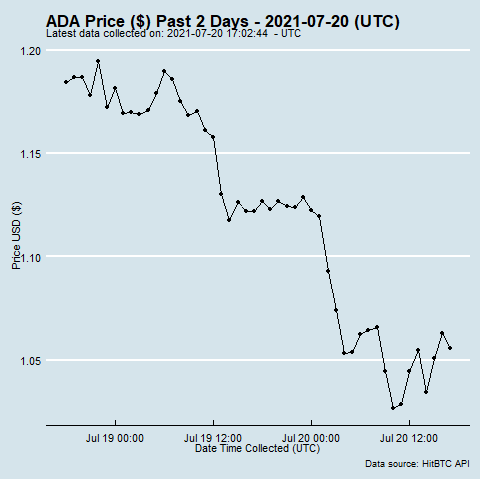 ADA Price ($) Past 2 Days - 2021-07-20 (UTC)
Latest data collected on: 2021-07-20 17:02:44 - UTC
1.20
1.15
1.10
1.05
Price USD ($)
Jul 19 00:00 Jul 19 12:00 Jul 20 00:00 Jul 20 12:00
Date Time Collected (UTC)
Data source: HitBTC API